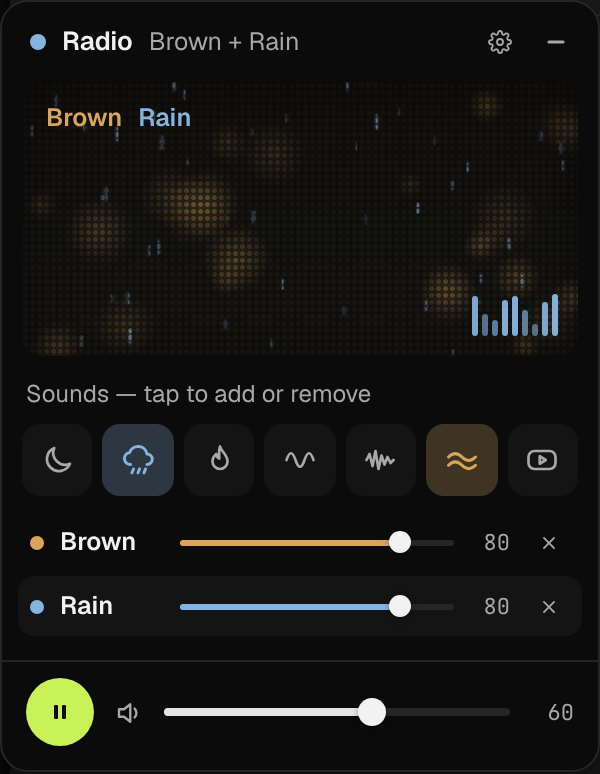 Radio Brown + Rain
Brown Rain
Sounds — tap to add or remove
Brown 80
Rain 80
60